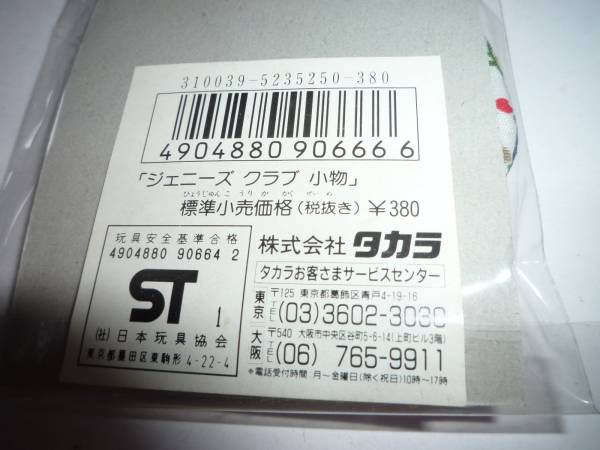 310039-5235250-380
4904880 906666
「ジェニーズ クラブ 小物」
ひょうじゅんこうりかかくぜいぬ
標準小売価格(税抜き)￥380
玩具安全基準合格
4904880 90664 2
ST 1
(社)日本玩具協会
東京都墨田区東駒形4-22-4
株式会社 タカラ
タカラお客さまサービスセンター
東京 〒125 東京都葛飾区青戸4-19-16
TEL (03)3602-3030
大阪 〒540 大阪市中央区谷町5-6-14(上町ビル3階)
TEL (06) 765-9911
*電話受付時間:月〜金曜日(除く祝日)10時〜17時